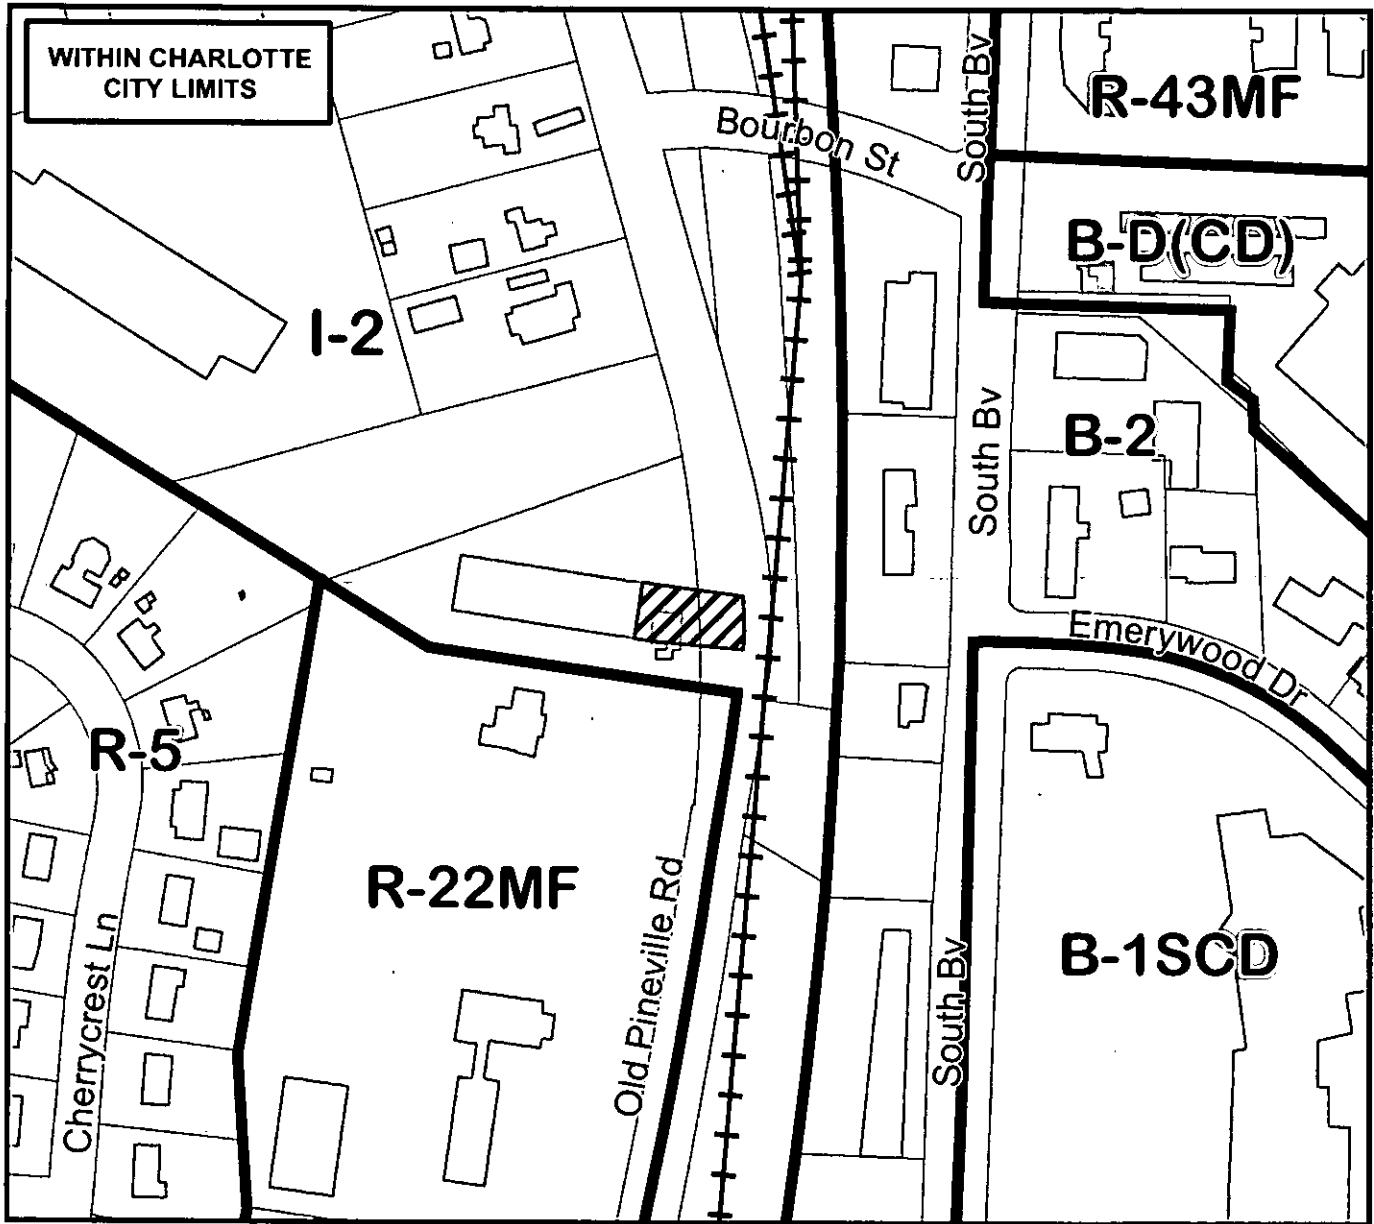 WITHIN CHARLOTTE
CITY LIMITS
South Bv
R-43MF
Bourbon St
B-D(CD)
I-2
South Bv
B-2
Emerywood Dr
R-5
R-22MF
Old Pineville Rd
B-1SCD
South Bv
Cherrycrest Ln